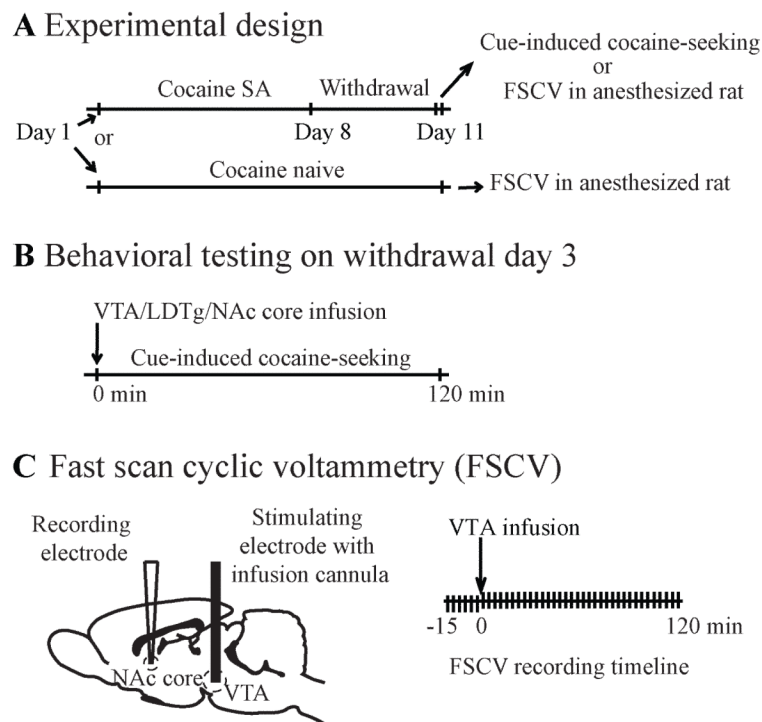 A Experimental design
Cue-induced cocaine-seeking
or
FSCV in anesthesized rat
Cocaine SA
Withdrawal
Day 1
or
Day 8
Day 11
Cocaine naive
FSCV in anesthesized rat
B Behavioral testing on withdrawal day 3
VTA/LDTg/NAc core infusion
Cue-induced cocaine-seeking
0 min
120 min
C Fast scan cyclic voltammetry (FSCV)
Recording
electrode
Stimulating
electrode with
infusion cannula
NAc core
VTA
VTA infusion
-15
0
120 min
FSCV recording timeline